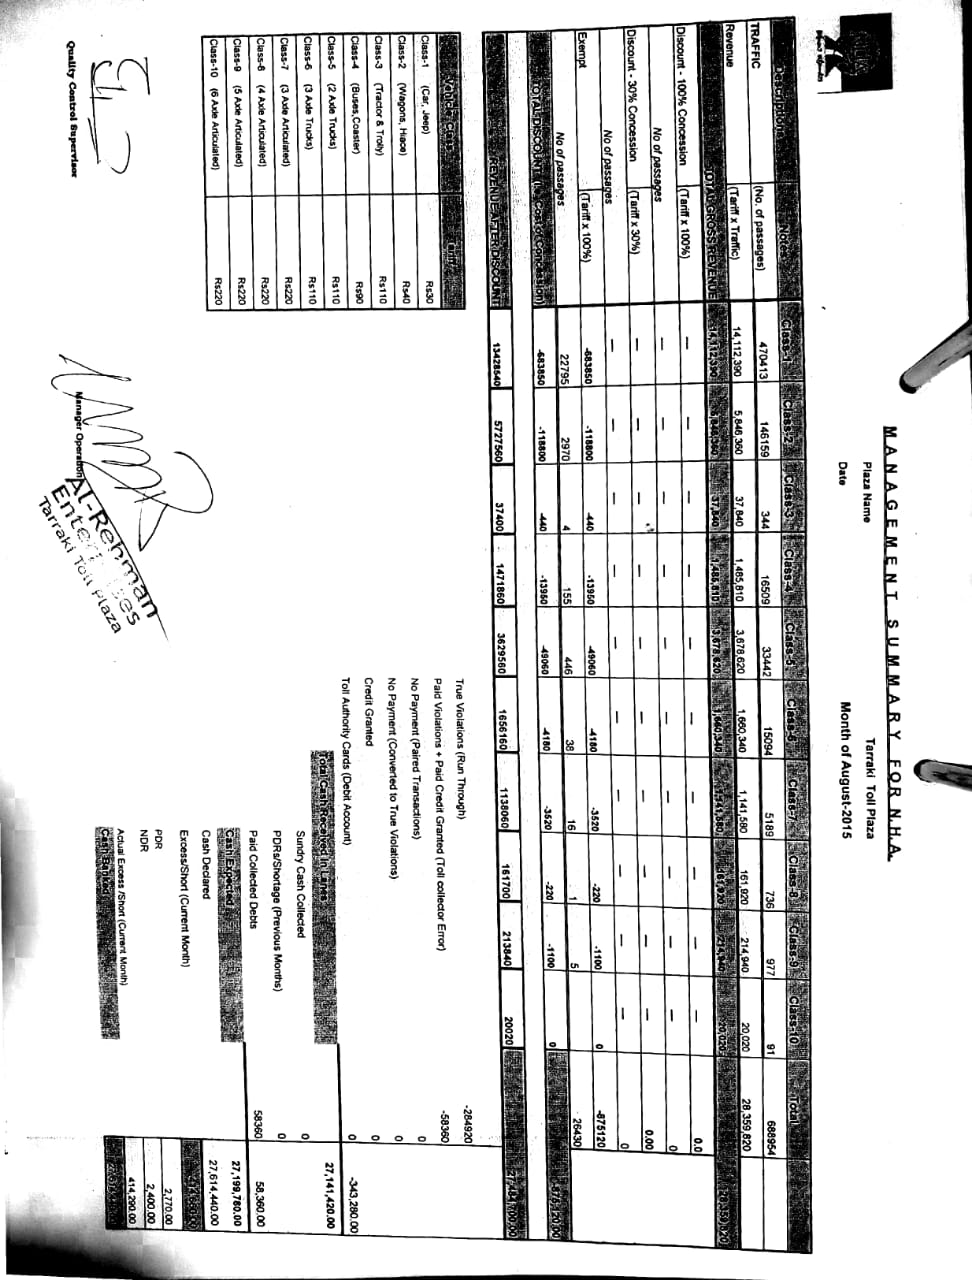 MANAGEMENT SUMMARY FOR N.H.A.
Plaza Name Tarraki Toll Plaza
Date Month of August-2015
Descriptions Notes Class-1 Class-2 Class-3 Class-4 Class-5 Class-6 Class-7 Class-8 Class-9 Class-10 Total
TRAFFIC (No. of passages) 470413 146159 344 16509 33442 15094 5189 736 977 91 688954
Revenue (Tariff x Traffic) 14,112,390 5,846,360 37,840 1,485,810 3,678,620 1,660,340 1,141,580 161,920 214,940 20,020 28,359,820
TOTAL GROSS REVENUE 14,112,390 5,846,360 37,840 1,485,810 3,678,620 1,660,340 1,141,580 161,920 214,940 20,020 28,359,820
Discount - 100% Concession (Tariff x 100%) — — — — — — — — — — 0.0
No of passages — — — — — — — — — — 0
Discount - 30% Concession (Tariff x 30%) — — — — — — — — — — 0.00
No of passages — — — — — — — — — — 0
Exempt (Tariff x 100%) -683850 -118800 -440 -13950 -49060 -4180 -3520 -220 -1100 0 -875120
No of passages 22795 2970 4 155 446 38 16 1 5 26430
TOTAL DISCOUNT (Cost of Concession) -683850 -118800 -440 -13950 -49060 -4180 -3520 -220 -1100 0 -875,120.00
REVENUE AFTER DISCOUNT 13428540 5727560 37400 1471860 3629560 1656160 1138060 161700 213840 20020
Vehicle Class Tariff
Class-1 (Car, Jeep) Rs30
Class-2 (Wagons, Hiace) Rs40
Class-3 (Tractor & Trolly) Rs110
Class-4 (Buses,Coaster) Rs90
Class-5 (2 Axle Trucks) Rs110
Class-6 (3 Axle Trucks) Rs110
Class-7 (3 Axle Articulated) Rs220
Class-8 (4 Axle Articulated) Rs220
Class-9 (5 Axle Articulated) Rs220
Class-10 (6 Axle Articulated) Rs220
True Violations (Run Through) -284920
Paid Violations + Paid Credit Granted (Toll collector Error) -58360
No Payment (Paired Transactions) 0
No Payment (Converted to True Violations) 0
Credit Granted 0
Toll Authority Cards (Debit Account) 0 -343,280.00
Total Cash Received in Lanes 27,141,420.00
Sundry Cash Collected 0
PDRs/Shortage (Previous Months) 0
Paid Collected Debts 58360 58,360.00
Cash Expected 27,199,780.00
Cash Declared 27,614,440.00
Excess/Short (Current Month)
PDR 2,770.00
NDR 2,400.00
Actual Excess /Short (Current Month) 414,290.00
Cash Banked
Quality Control Supervisor
Manager Operation
Al-Rehman
Enterprises
Tarraki Toll Plaza